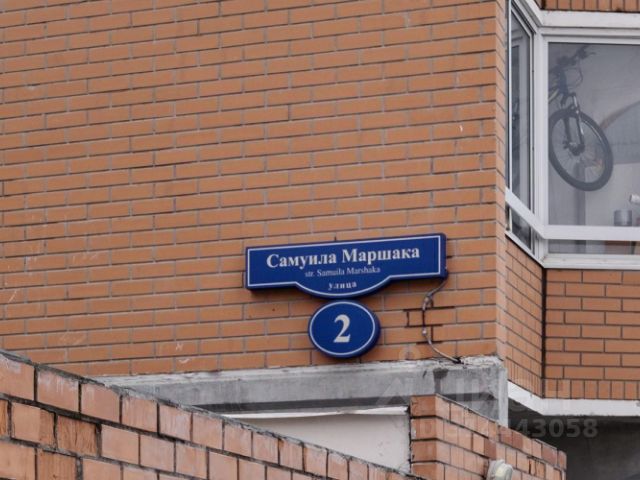 Самуила Маршака
str. Samuila Marshaka
улица
2